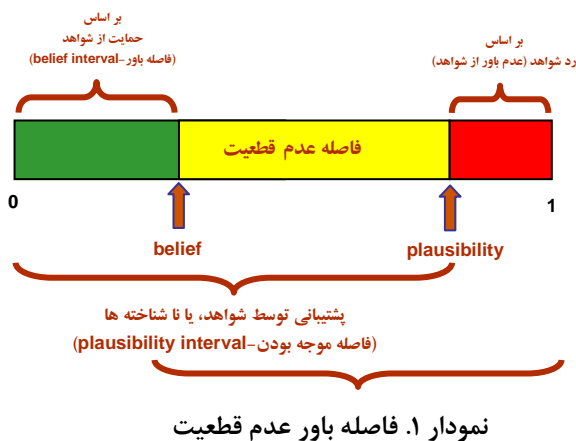 بر اساس
حمایت از شواهد
(فاصله باور-belief interval)
بر اساس
رد شواهد (عدم باور از شواهد)
فاصله عدم قطعیت
0
1
belief
plausibility
پشتیبانی توسط شواهد، یا نا شناخته ها
(فاصله موجه بودن-plausibility interval)
نمودار ۱. فاصله باور عدم قطعیت